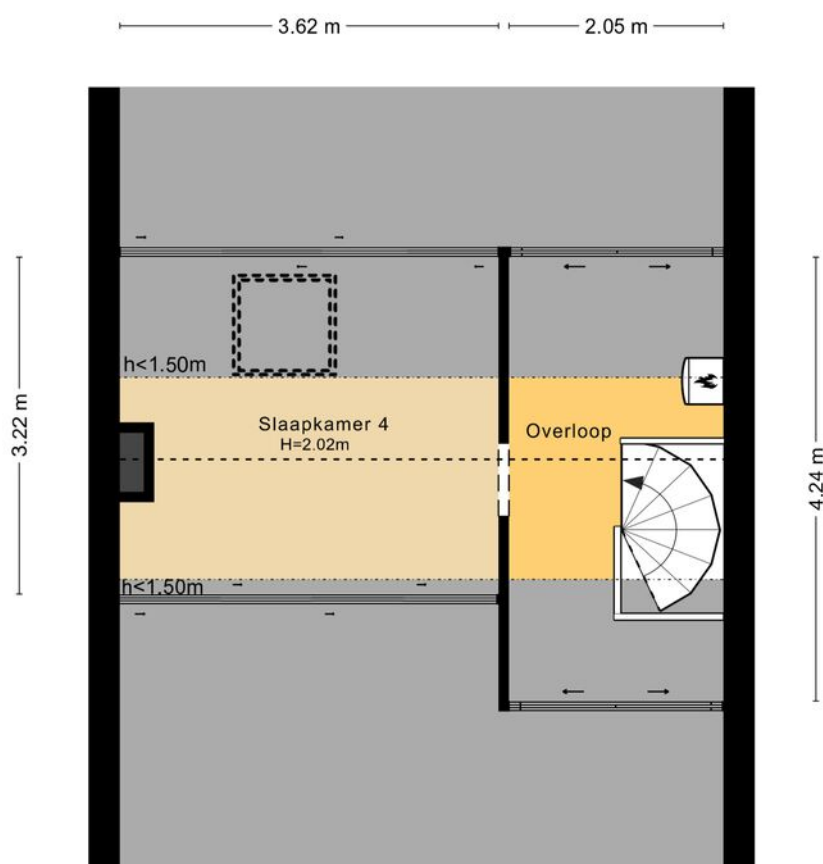 3.62 m
2.05 m
h<1.50m
3.22 m
Slaapkamer 4
H=2.02m
Overloop
4.24 m
h<1.50m